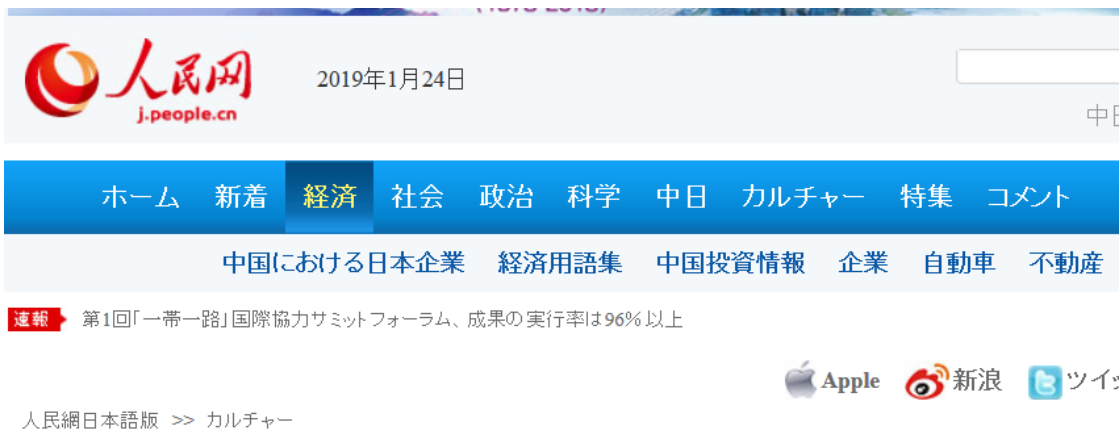 人民网
j.people.cn
2019年1月24日
ホーム 新着 経済 社会 政治 科学 中日 カルチャー 特集 コメント
中国における日本企業 経済用語集 中国投資情報 企業 自動車 不動産
速報 第1回「一帯一路」国際協力サミットフォーラム、成果の実行率は96%以上
Apple 新浪
人民網日本語版 >> カルチャー